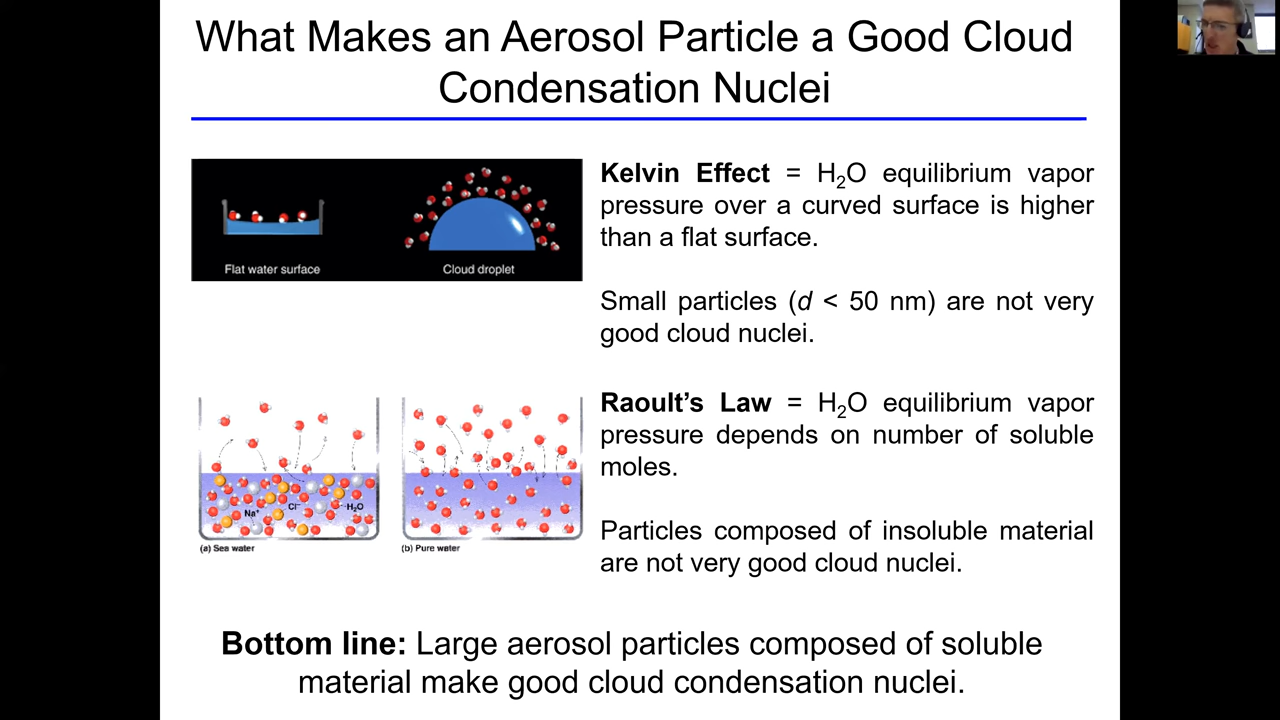 What Makes an Aerosol Particle a Good Cloud
Condensation Nuclei
Flat water surface
Cloud droplet
Kelvin Effect = H₂O equilibrium vapor
pressure over a curved surface is higher
than a flat surface.
Small particles (d < 50 nm) are not very
good cloud nuclei.
Na⁺
Cl⁻
H₂O
(a) Sea water
(b) Pure water
Raoult's Law = H₂O equilibrium vapor
pressure depends on number of soluble
moles.
Particles composed of insoluble material
are not very good cloud nuclei.
Bottom line: Large aerosol particles composed of soluble
material make good cloud condensation nuclei.